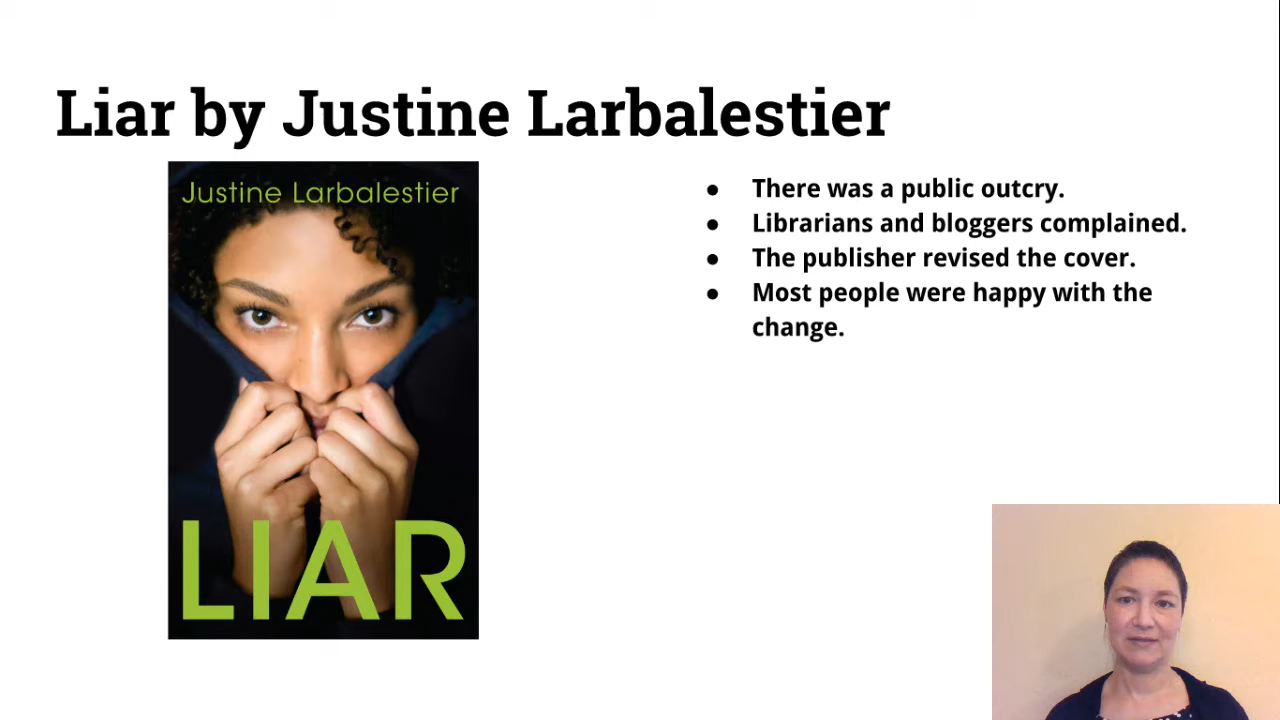 Liar by Justine Larbalestier
Justine Larbalestier
LIAR
● There was a public outcry.
● Librarians and bloggers complained.
● The publisher revised the cover.
● Most people were happy with the
change.